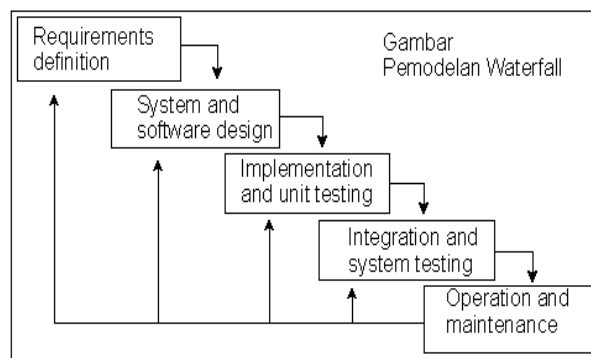 Requirements
definition
Gambar
Pemodelan Waterfall
System and
software design
Implementation
and unit testing
Integration and
system testing
Operation and
maintenance